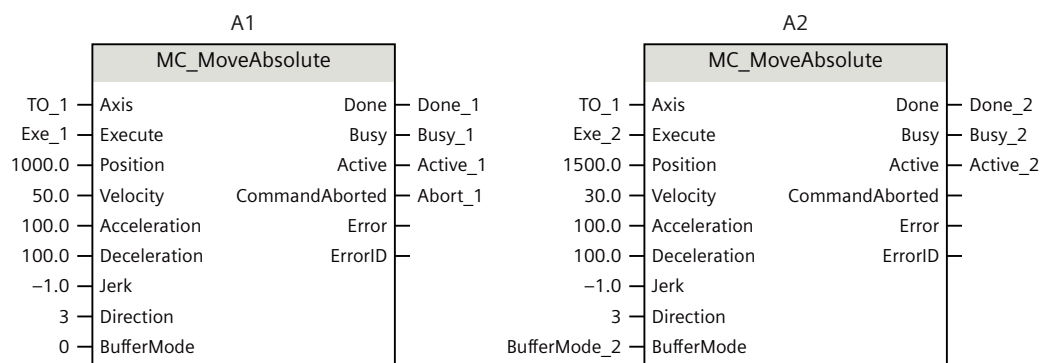 A1
MC_MoveAbsolute
TO_1 Axis Done Done_1
Exe_1 Execute Busy Busy_1
1000.0 Position Active Active_1
50.0 Velocity CommandAborted Abort_1
100.0 Acceleration Error
100.0 Deceleration ErrorID
−1.0 Jerk
3 Direction
0 BufferMode
A2
MC_MoveAbsolute
TO_1 Axis Done Done_2
Exe_2 Execute Busy Busy_2
1500.0 Position Active Active_2
30.0 Velocity CommandAborted
100.0 Acceleration Error
100.0 Deceleration ErrorID
−1.0 Jerk
3 Direction
BufferMode_2 BufferMode